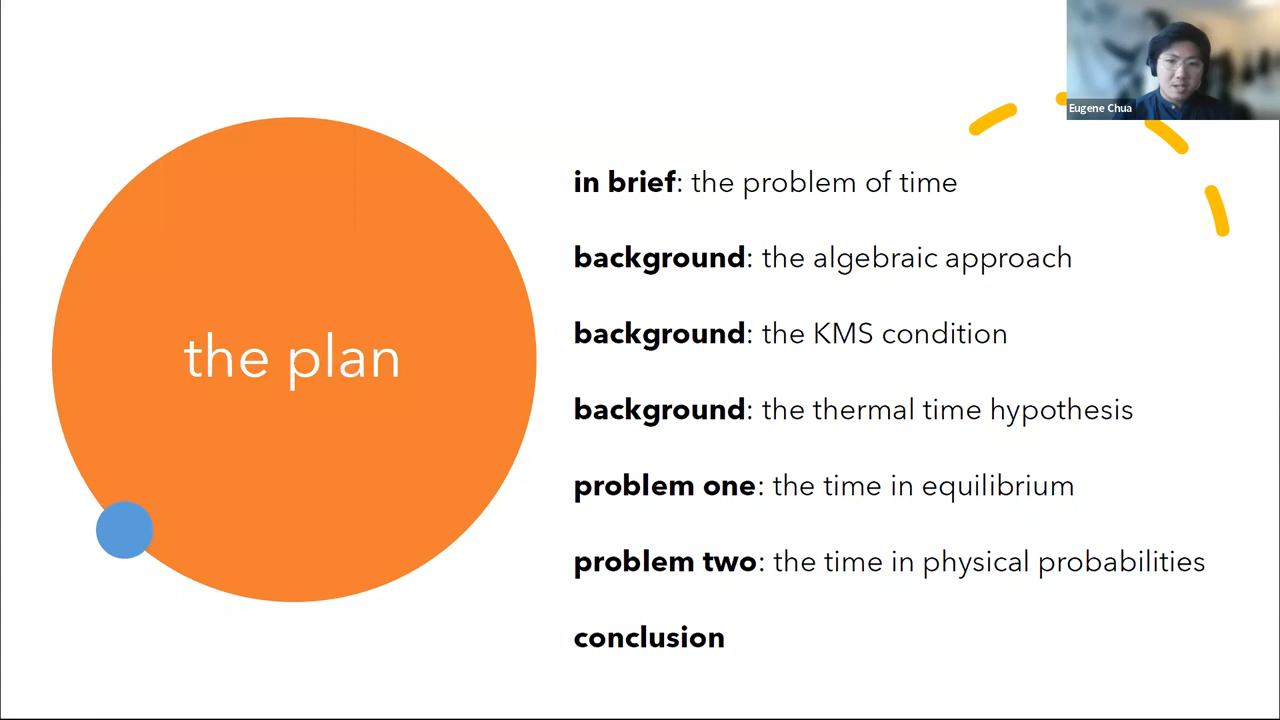 Eugene Chua
the plan
in brief: the problem of time
background: the algebraic approach
background: the KMS condition
background: the thermal time hypothesis
problem one: the time in equilibrium
problem two: the time in physical probabilities
conclusion